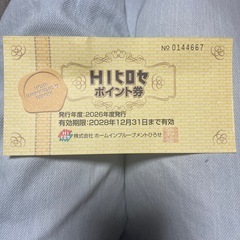 № 0144667
HIヒロセ
ポイント券
発行年度:2026年度発行
有効期限:2028年12月31日まで有効
株式会社 ホームインプルーブメントひろせ